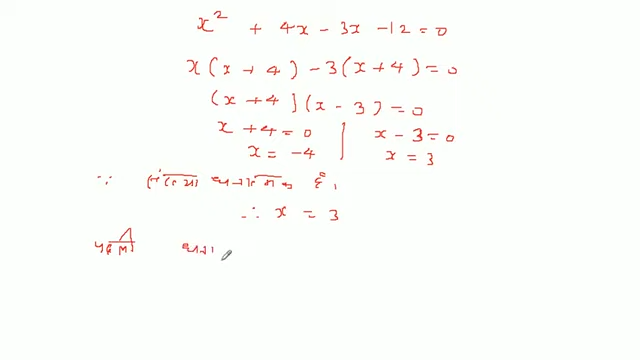 x² + 4x - 3x - 12 = 0
x(x + 4) - 3(x + 4) = 0
(x + 4)(x - 3) = 0
x + 4 = 0 | x - 3 = 0
x = -4 | x = 3
∵ संख्या धनात्मक है।
∴ x = 3